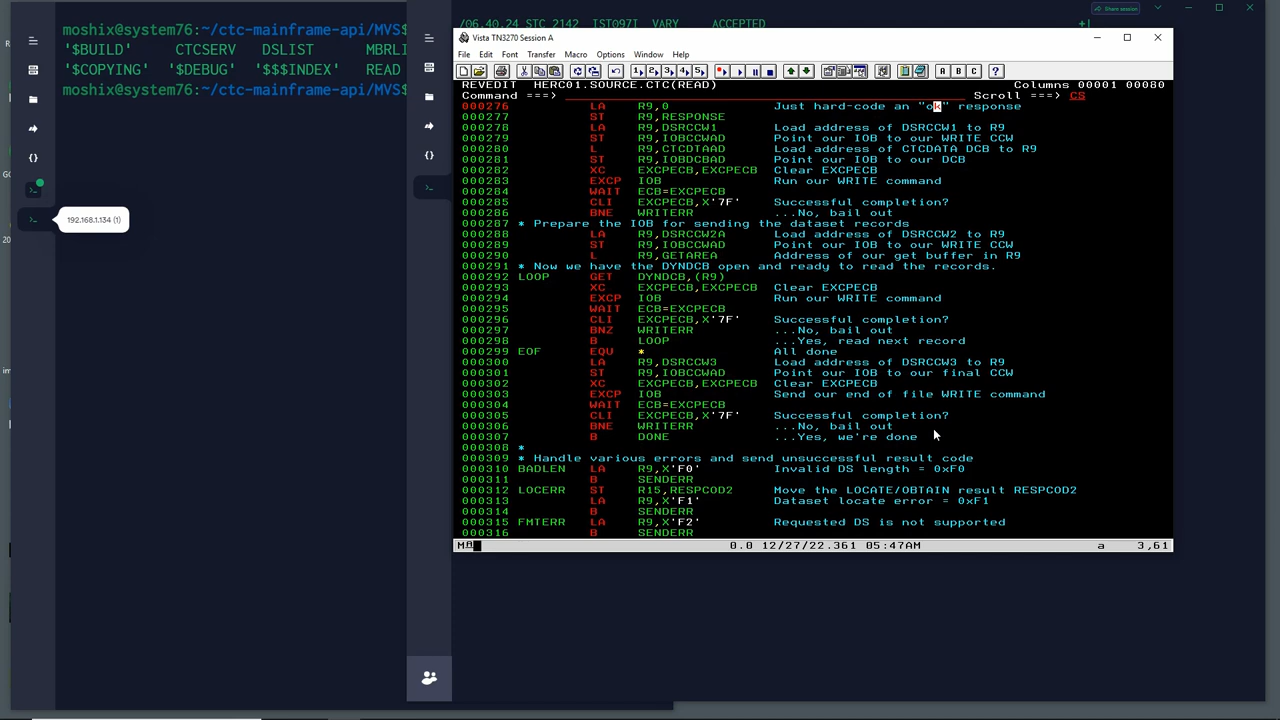 /06.40.24 STC 2142 IST097I VARY ACCEPTED
Share session
moshix@system76:~/ctc-mainframe-api/MVS$
'$BUILD' CTCSERV DSLIST MBRLI
'$COPYING' '$DEBUG' '$$$INDEX' READ
moshix@system76:~/ctc-mainframe-api/MVS$
192.168.1.134 (1)
Vista TN3270 Session A
File Edit Font Transfer Macro Options Window Help
1 2 3 4 5 A B C ?
REVEDIT HERC01.SOURCE.CTC(READ) Columns 00001 00080
Command ===> Scroll ===> CS
000276 LA R9,0 Just hard-code an "ok" response
000277 ST R9,RESPONSE
000278 LA R9,DSRCCW1 Load address of DSRCCW1 to R9
000279 ST R9,IOBCCWAD Point our IOB to our WRITE CCW
000280 L R9,CTCDTAAD Load address of CTCDATA DCB to R9
000281 ST R9,IOBDCBAD Point our IOB to our DCB
000282 XC EXCPECB,EXCPECB Clear EXCPECB
000283 EXCP IOB Run our WRITE command
000284 WAIT ECB=EXCPECB
000285 CLI EXCPECB,X'7F' Successful completion?
000286 BNE WRITERR ...No, bail out
000287 * Prepare the IOB for sending the dataset records
000288 LA R9,DSRCCW2A Load address of DSRCCW2 to R9
000289 ST R9,IOBCCWAD Point our IOB to our WRITE CCW
000290 L R9,GETAREA Address of our get buffer in R9
000291 * Now we have the DYNDCB open and ready to read the records.
000292 LOOP GET DYNDCB,(R9)
000293 XC EXCPECB,EXCPECB Clear EXCPECB
000294 EXCP IOB Run our WRITE command
000295 WAIT ECB=EXCPECB
000296 CLI EXCPECB,X'7F' Successful completion?
000297 BNZ WRITERR ...No, bail out
000298 B LOOP ...Yes, read next record
000299 EOF EQU * All done
000300 LA R9,DSRCCW3 Load address of DSRCCW3 to R9
000301 ST R9,IOBCCWAD Point our IOB to our final CCW
000302 XC EXCPECB,EXCPECB Clear EXCPECB
000303 EXCP IOB Send our end of file WRITE command
000304 WAIT ECB=EXCPECB
000305 CLI EXCPECB,X'7F' Successful completion?
000306 BNE WRITERR ...No, bail out
000307 B DONE ...Yes, we're done
000308 *
000309 * Handle various errors and send unsuccessful result code
000310 BADLEN LA R9,X'F0' Invalid DS length = 0xF0
000311 B SENDERR
000312 LOCERR ST R15,RESPCOD2 Move the LOCATE/OBTAIN result RESPCOD2
000313 LA R9,X'F1' Dataset locate error = 0xF1
000314 B SENDERR
000315 FMTERR LA R9,X'F2' Requested DS is not supported
000316 B SENDERR
0.0 12/27/22.361 05:47AM a 3,61